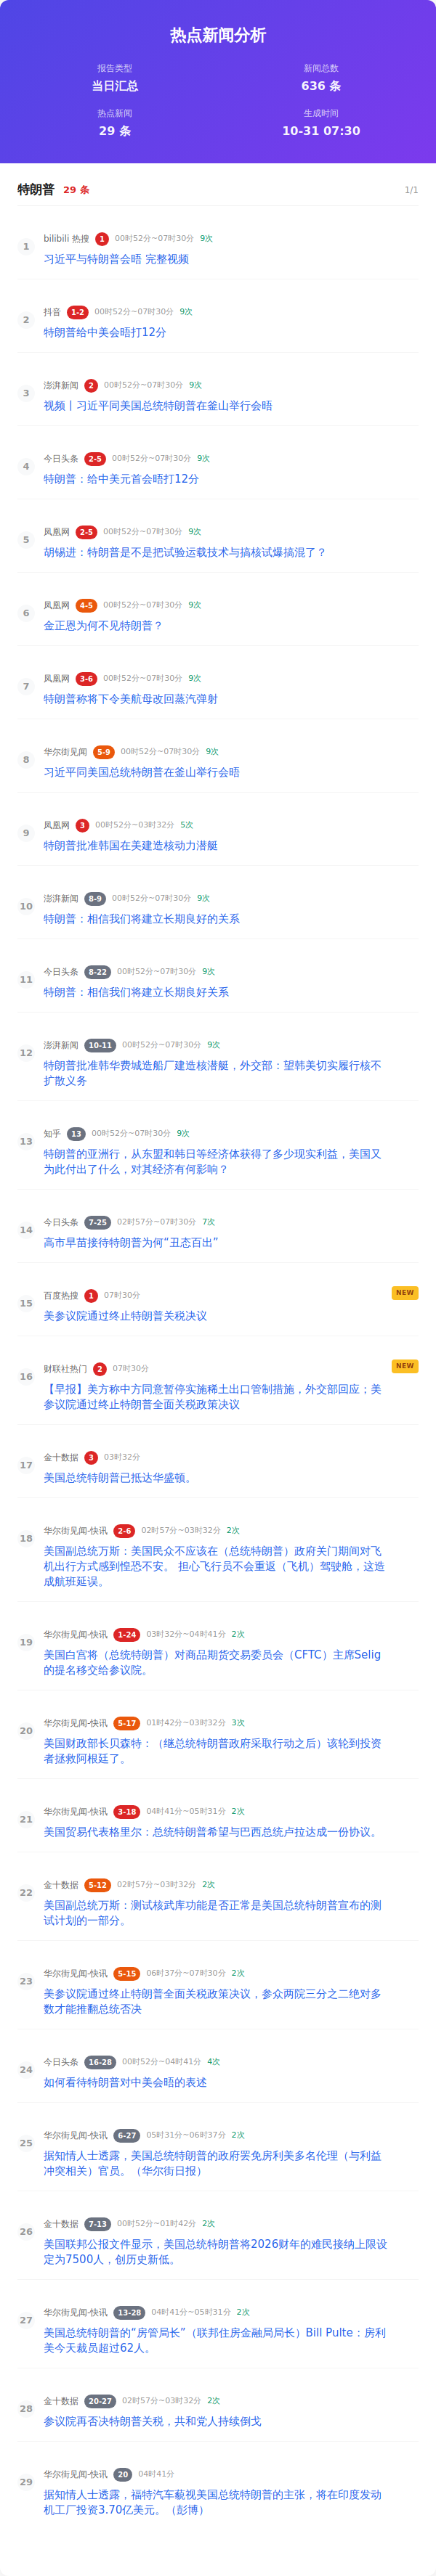 热点新闻分析
报告类型
新闻总数
当日汇总
636 条
热点新闻
生成时间
29 条
10-31 07:30
特朗普 29 条 1/1
1
bilibili 热搜 1 00时52分~07时30分 9次
习近平与特朗普会晤 完整视频
2
抖音 1-2 00时52分~07时30分 9次
特朗普给中美会晤打12分
3
澎湃新闻 2 00时52分~07时30分 9次
视频丨习近平同美国总统特朗普在釜山举行会晤
4
今日头条 2-5 00时52分~07时30分 9次
特朗普：给中美元首会晤打12分
5
凤凰网 2-5 00时52分~07时30分 9次
胡锡进：特朗普是不是把试验运载技术与搞核试爆搞混了？
6
凤凰网 4-5 00时52分~07时30分 9次
金正恩为何不见特朗普？
7
凤凰网 3-6 00时52分~07时30分 9次
特朗普称将下令美航母改回蒸汽弹射
8
华尔街见闻 5-9 00时52分~07时30分 9次
习近平同美国总统特朗普在釜山举行会晤
9
凤凰网 3 00时52分~03时32分 5次
特朗普批准韩国在美建造核动力潜艇
10
澎湃新闻 8-9 00时52分~07时30分 9次
特朗普：相信我们将建立长期良好的关系
11
今日头条 8-22 00时52分~07时30分 9次
特朗普：相信我们将建立长期良好关系
12
澎湃新闻 10-11 00时52分~07时30分 9次
特朗普批准韩华费城造船厂建造核潜艇，外交部：望韩美切实履行核不
扩散义务
13
知乎 13 00时52分~07时30分 9次
特朗普的亚洲行，从东盟和韩日等经济体获得了多少现实利益，美国又
为此付出了什么，对其经济有何影响？
14
今日头条 7-25 02时57分~07时30分 7次
高市早苗接待特朗普为何“丑态百出”
15
百度热搜 1 07时30分 NEW
美参议院通过终止特朗普关税决议
16
财联社热门 2 07时30分 NEW
【早报】美方称中方同意暂停实施稀土出口管制措施，外交部回应；美
参议院通过终止特朗普全面关税政策决议
17
金十数据 3 03时32分
美国总统特朗普已抵达华盛顿。
18
华尔街见闻-快讯 2-6 02时57分~03时32分 2次
美国副总统万斯：美国民众不应该在（总统特朗普）政府关门期间对飞
机出行方式感到惶恐不安。 担心飞行员不会重返（飞机）驾驶舱，这造
成航班延误。
19
华尔街见闻-快讯 1-24 03时32分~04时41分 2次
美国白宫将（总统特朗普）对商品期货交易委员会（CFTC）主席Selig
的提名移交给参议院。
20
华尔街见闻-快讯 5-17 01时42分~03时32分 3次
美国财政部长贝森特：（继总统特朗普政府采取行动之后）该轮到投资
者拯救阿根廷了。
21
华尔街见闻-快讯 3-18 04时41分~05时31分 2次
美国贸易代表格里尔：总统特朗普希望与巴西总统卢拉达成一份协议。
22
金十数据 5-12 02时57分~03时32分 2次
美国副总统万斯：测试核武库功能是否正常是美国总统特朗普宣布的测
试计划的一部分。
23
华尔街见闻-快讯 5-15 06时37分~07时30分 2次
美参议院通过终止特朗普全面关税政策决议，参众两院三分之二绝对多
数才能推翻总统否决
24
今日头条 16-28 00时52分~04时41分 4次
如何看待特朗普对中美会晤的表述
25
华尔街见闻-快讯 6-27 05时31分~06时37分 2次
据知情人士透露，美国总统特朗普的政府罢免房利美多名伦理（与利益
冲突相关）官员。（华尔街日报）
26
金十数据 7-13 00时52分~01时42分 2次
美国联邦公报文件显示，美国总统特朗普将2026财年的难民接纳上限设
定为7500人，创历史新低。
27
华尔街见闻-快讯 13-28 04时41分~05时31分 2次
美国总统特朗普的“房管局长”（联邦住房金融局局长）Bill Pulte：房利
美今天裁员超过62人。
28
金十数据 20-27 02时57分~03时32分 2次
参议院再否决特朗普关税，共和党人持续倒戈
29
华尔街见闻-快讯 20 04时41分
据知情人士透露，福特汽车藐视美国总统特朗普的主张，将在印度发动
机工厂投资3.70亿美元。（彭博）